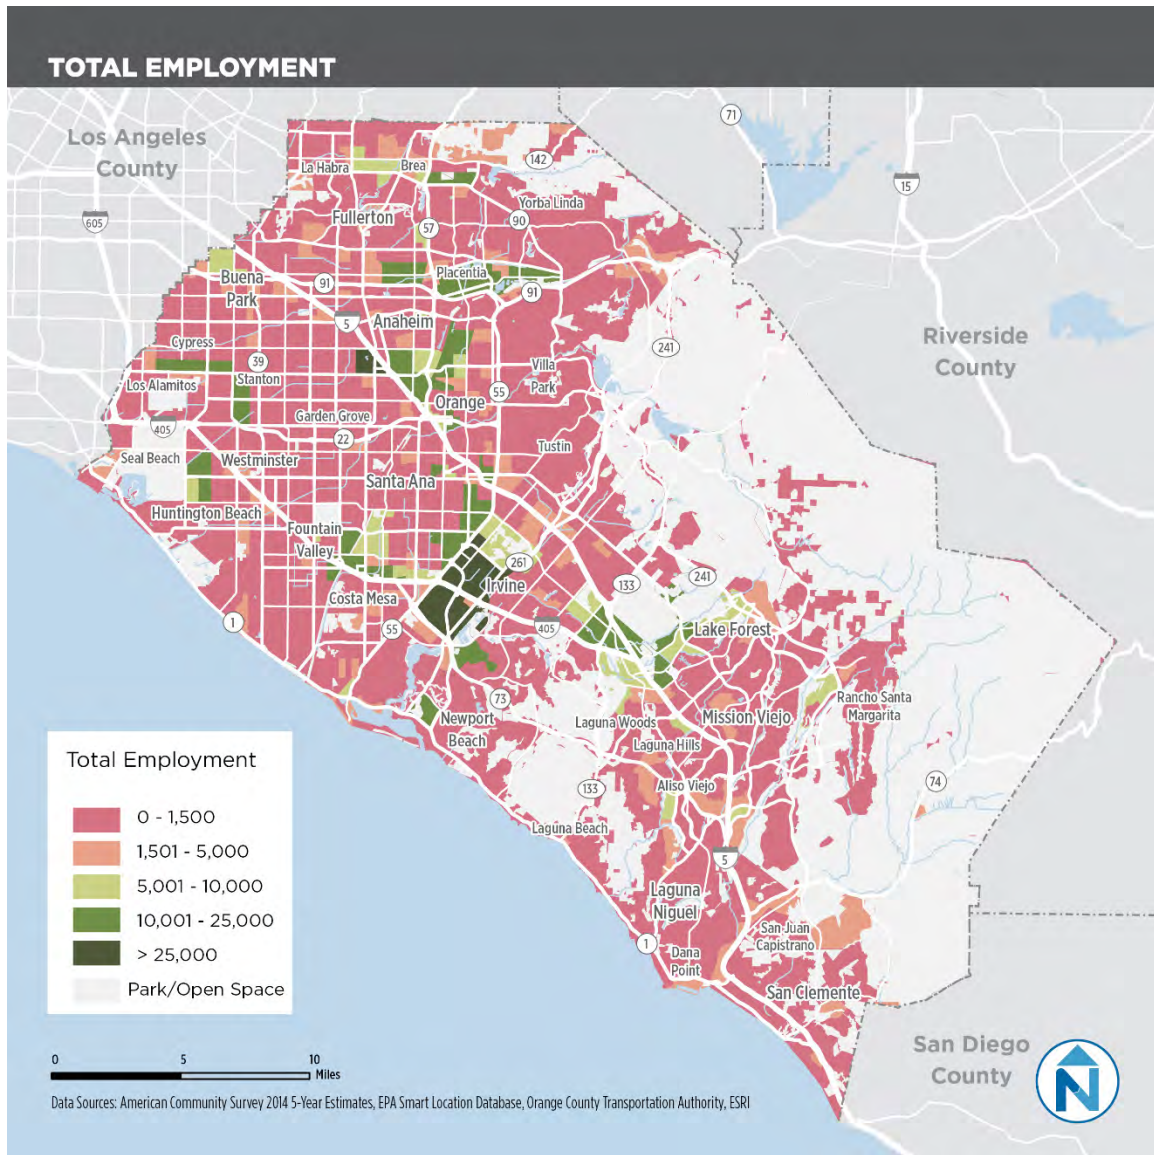 TOTAL EMPLOYMENT
Los Angeles
County
71
142
La Habra
Brea
15
605
Yorba Linda
Fullerton
90
57
Placentia
Buena
Park
91
91
5
Anaheim
Riverside
County
Cypress
241
39
Villa
Park
Los Alamitos
Stanton
55
Orange
Garden Grove
405
22
Tustin
Seal Beach
Westminster
Santa Ana
Huntington Beach
Fountain
Valley
261
Irvine
133
241
Costa Mesa
1
55
405
Lake Forest
73
Rancho Santa
Margarita
Newport
Beach
Laguna Woods
Mission Viejo
Laguna Hills
74
133
Aliso Viejo
Laguna Beach
5
Laguna
Niguel
San Juan
Capistrano
1
Dana
Point
San Clemente
San Diego
County
Total Employment
0 - 1,500
1,501 - 5,000
5,001 - 10,000
10,001 - 25,000
> 25,000
Park/Open Space
0 5 10
Miles
N
Data Sources: American Community Survey 2014 5-Year Estimates, EPA Smart Location Database, Orange County Transportation Authority, ESRI